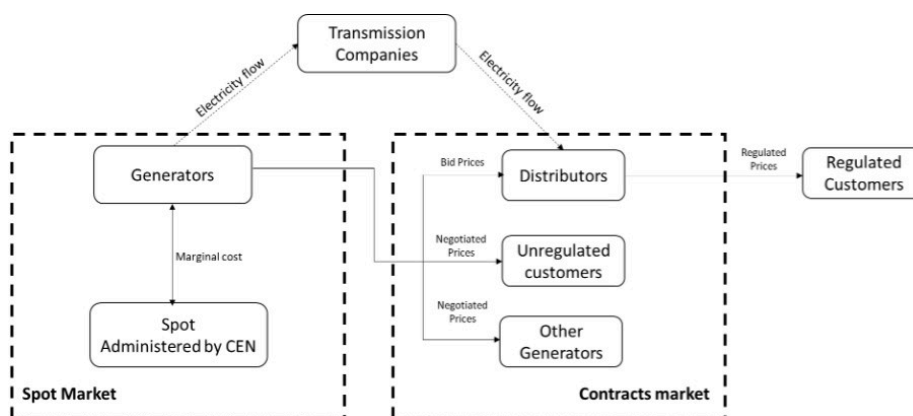 Transmission
Companies
Electricity flow
Electricity flow
Generators
Marginal cost
Spot
Administered by CEN
Spot Market
Bid Prices
Distributors
Negotiated
Prices
Unregulated
customers
Negotiated
Prices
Other
Generators
Contracts market
Regulated
Prices
Regulated
Customers